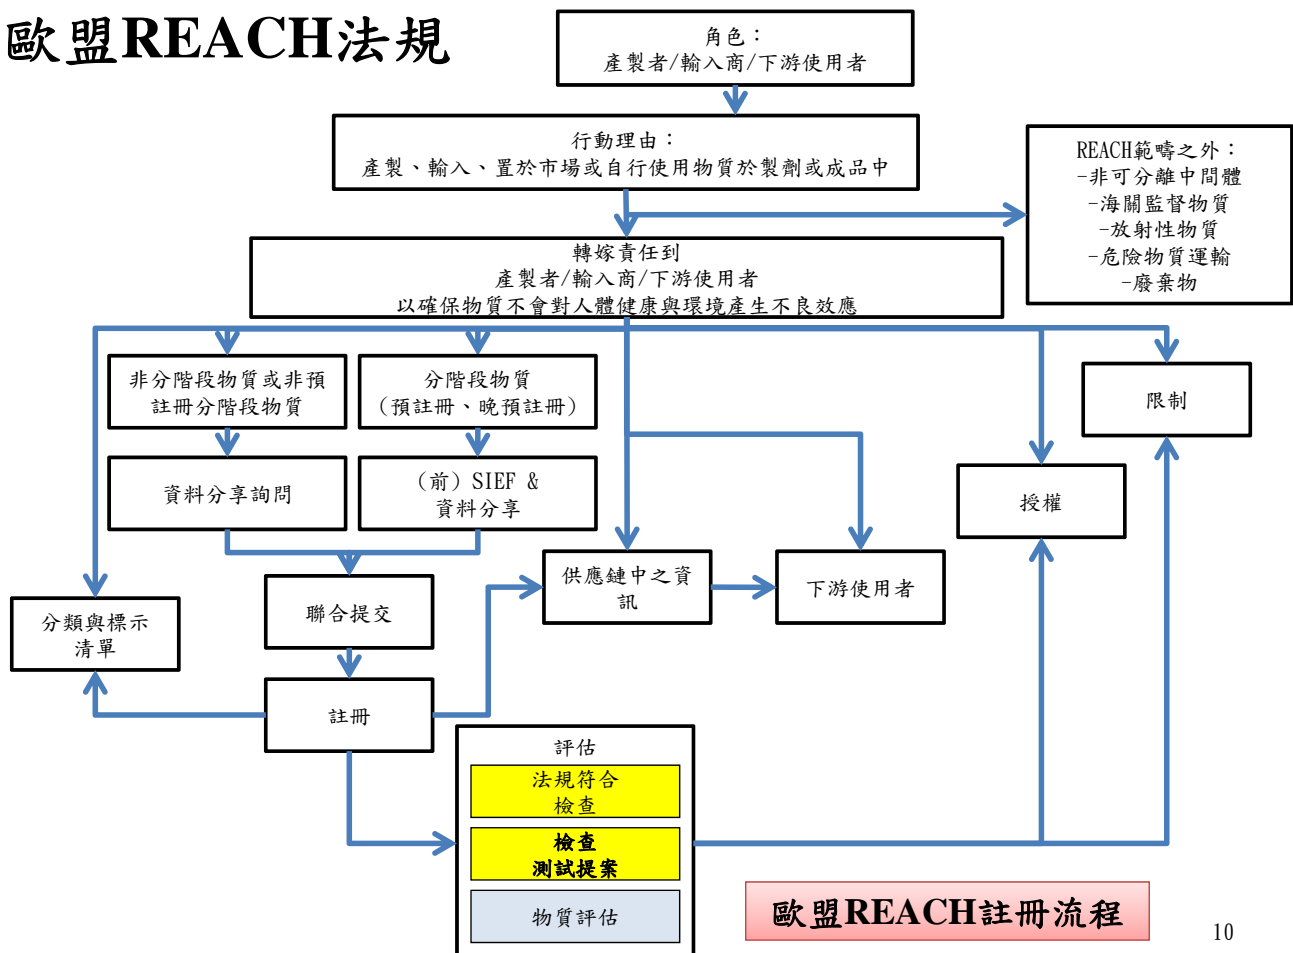 歐盟REACH法規
角色：
產製者/輸入商/下游使用者
行動理由：
產製、輸入、置於市場或自行使用物質於製劑或成品中
REACH範疇之外：
-非可分離中間體
-海關監督物質
-放射性物質
-危險物質運輸
-廢棄物
轉嫁責任到
產製者/輸入商/下游使用者
以確保物質不會對人體健康與環境產生不良效應
非分階段物質或非預
註冊分階段物質
分階段物質
（預註冊、晚預註冊）
限制
資料分享詢問
（前）SIEF &
資料分享
授權
供應鏈中之資
訊
下游使用者
聯合提交
分類與標示
清單
註冊
評估
法規符合
檢查
檢查
測試提案
物質評估
歐盟REACH註冊流程
10